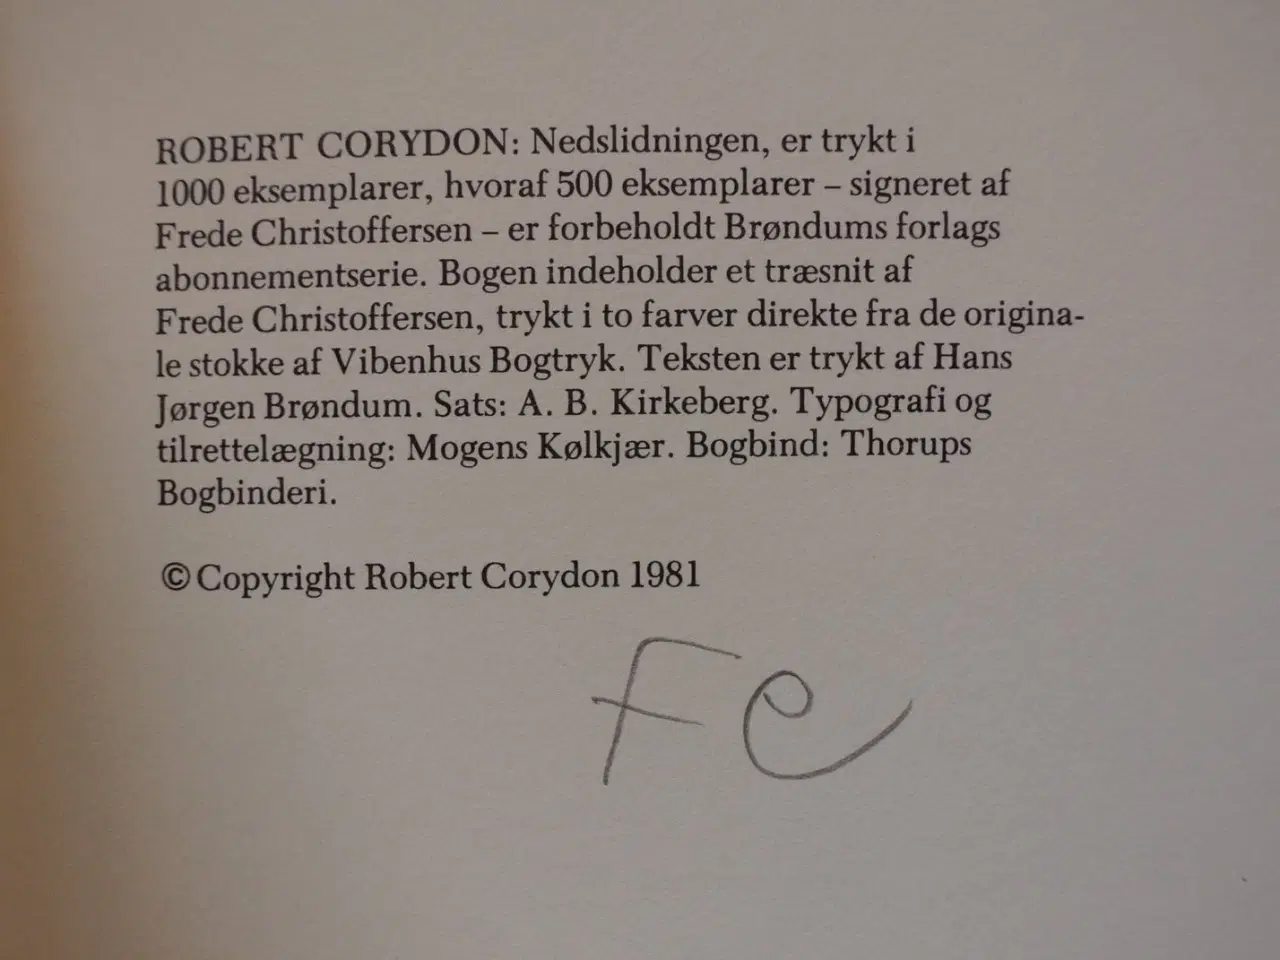 ROBERT CORYDON: Nedslidningen, er trykt i
1000 eksemplarer, hvoraf 500 eksemplarer – signeret af
Frede Christoffersen – er forbeholdt Brøndums forlags
abonnementserie. Bogen indeholder et træsnit af
Frede Christoffersen, trykt i to farver direkte fra de origina-
le stokke af Vibenhus Bogtryk. Teksten er trykt af Hans
Jørgen Brøndum. Sats: A. B. Kirkeberg. Typografi og
tilrettelægning: Mogens Kølkjær. Bogbind: Thorups
Bogbinderi.
© Copyright Robert Corydon 1981
FC